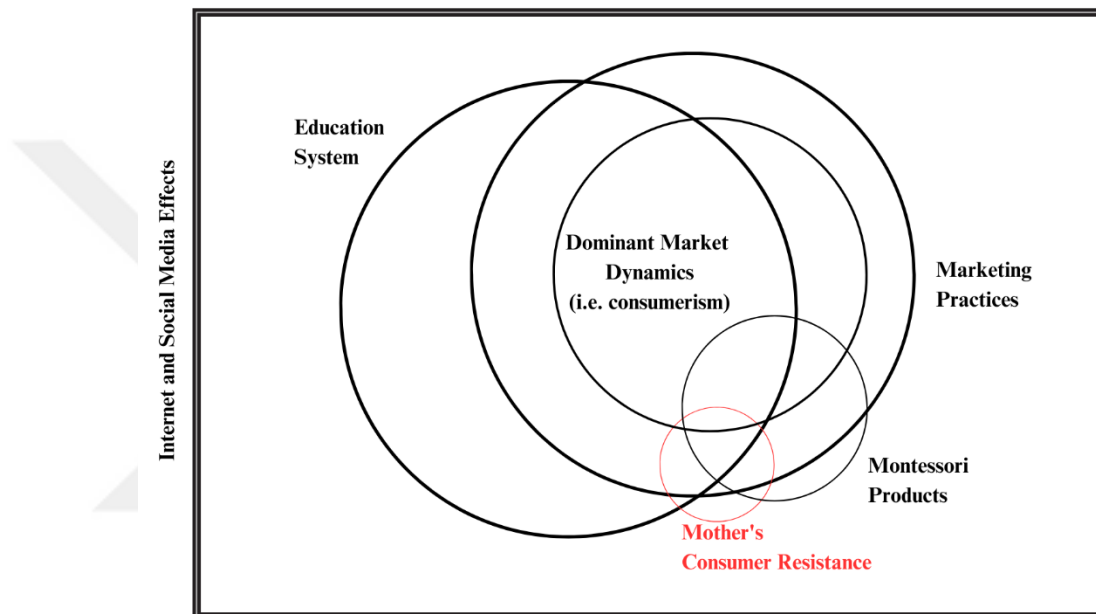 Internet and Social Media Effects
Education
System
Dominant Market
Dynamics
(i.e. consumerism)
Marketing
Practices
Montessori
Products
Mother's
Consumer Resistance